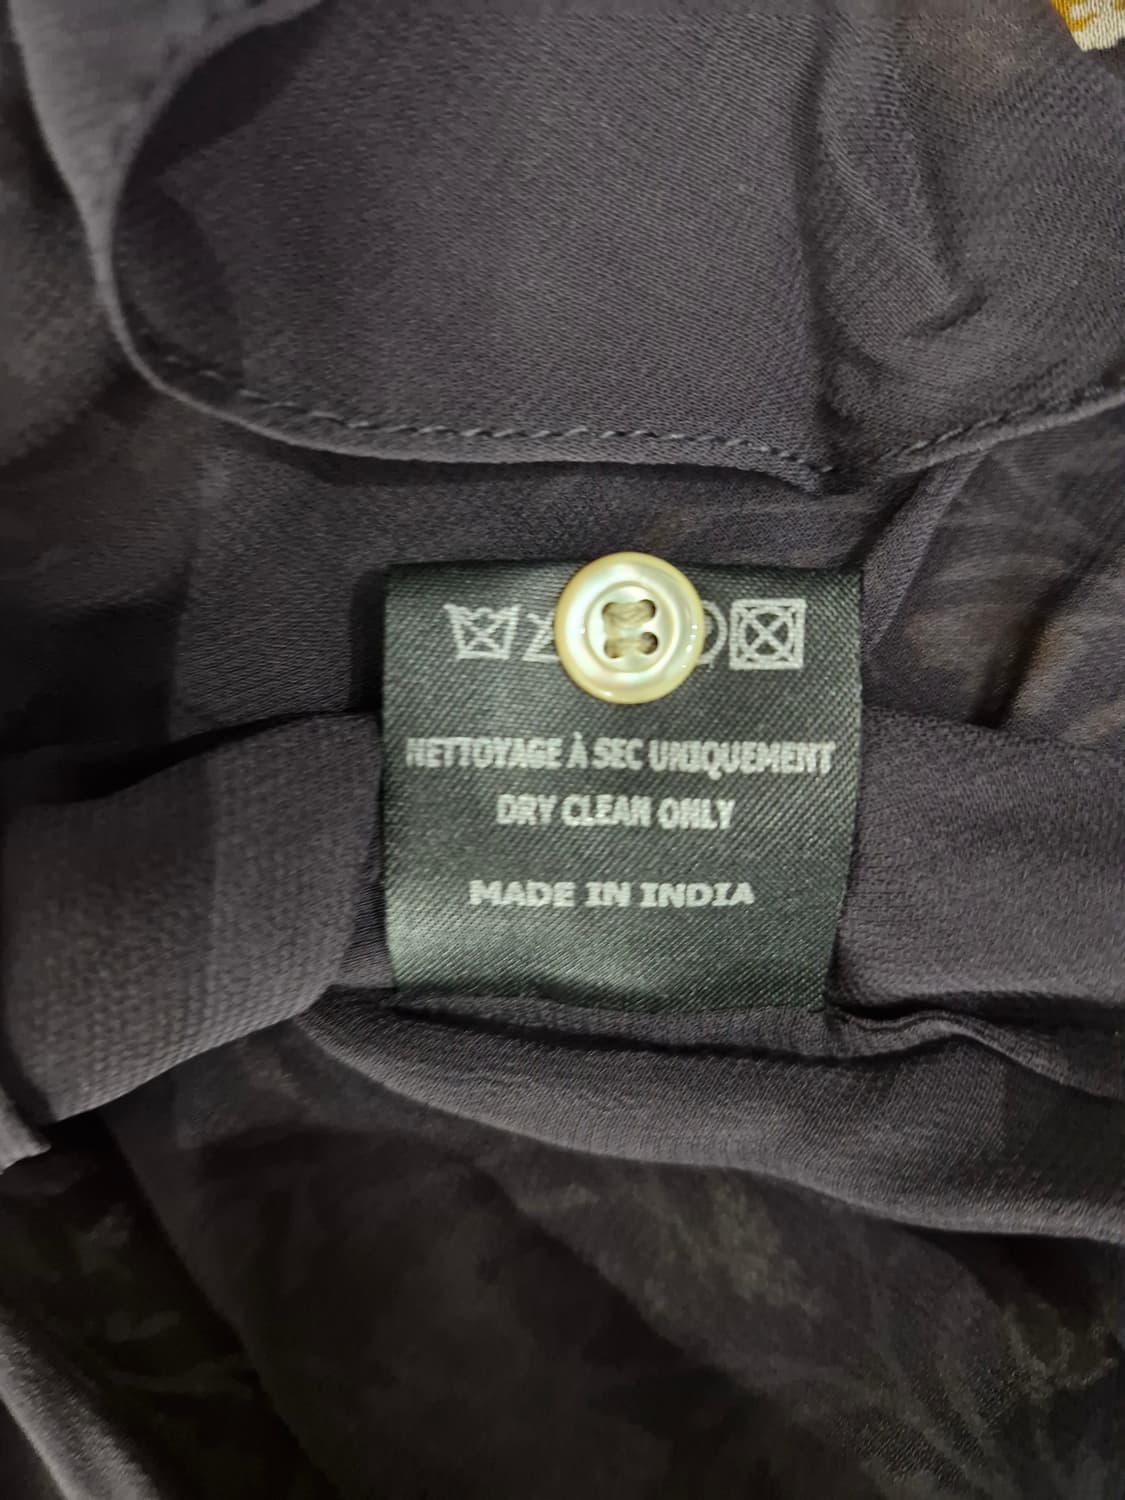 NETTOYAGE À SEC UNIQUEMENT
DRY CLEAN ONLY
MADE IN INDIA